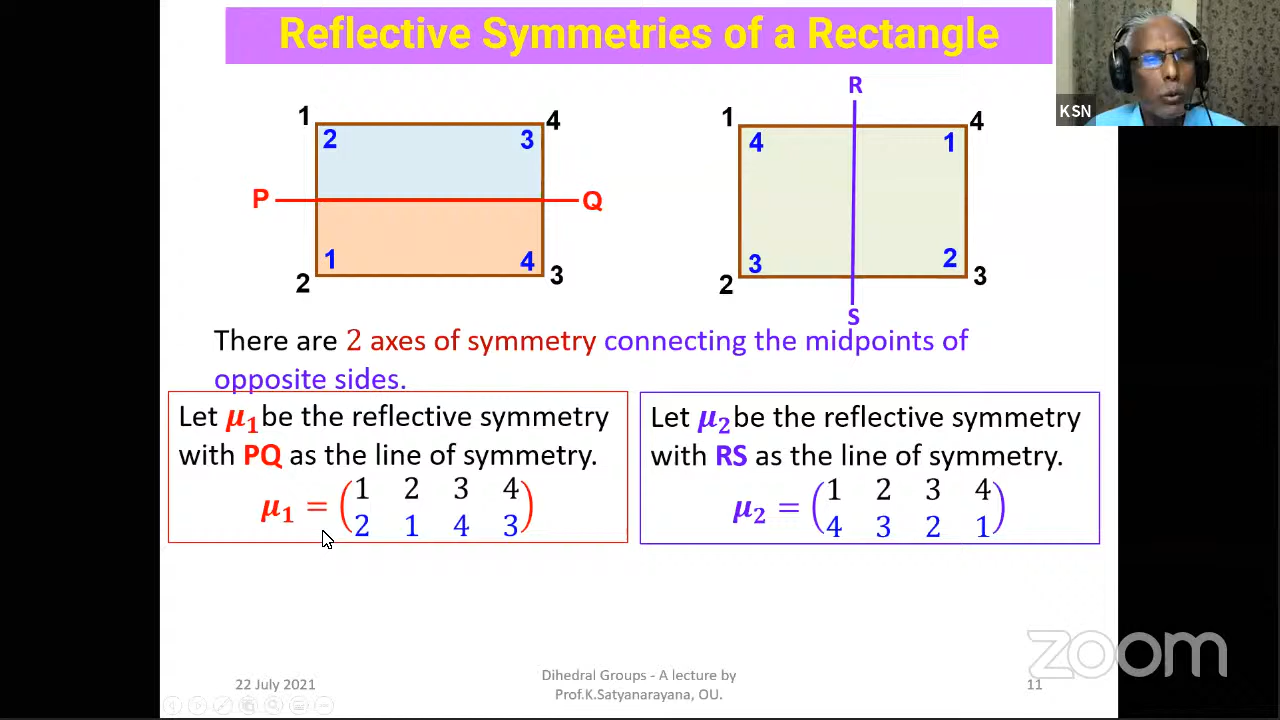 Reflective Symmetries of a Rectangle
KSN
1 4
2 3
P Q
1 4
2 3
R
1 4
4 1
3 2
2 3
S
There are 2 axes of symmetry connecting the midpoints of
opposite sides.
Let μ₁ be the reflective symmetry
with PQ as the line of symmetry.
μ₁ = (1 2 3 4
2 1 4 3)
Let μ₂ be the reflective symmetry
with RS as the line of symmetry.
μ₂ = (1 2 3 4
4 3 2 1)
zoom
22 July 2021
Dihedral Groups - A lecture by
Prof.K.Satyanarayana, OU.
11